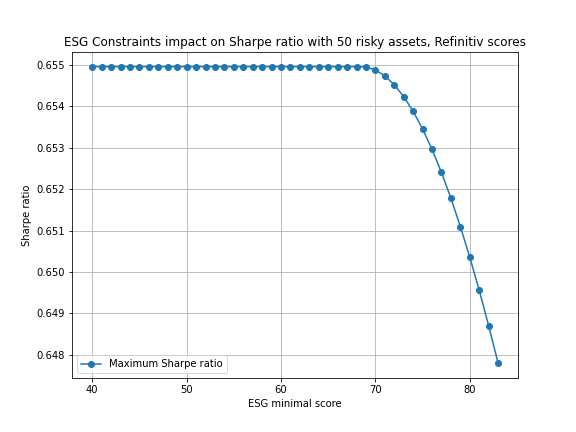 ESG Constraints impact on Sharpe ratio with 50 risky assets, Refinitiv scores
0.655
0.654
0.653
0.652
0.651
0.650
0.649
0.648
Sharpe ratio
Maximum Sharpe ratio
40 50 60 70 80
ESG minimal score